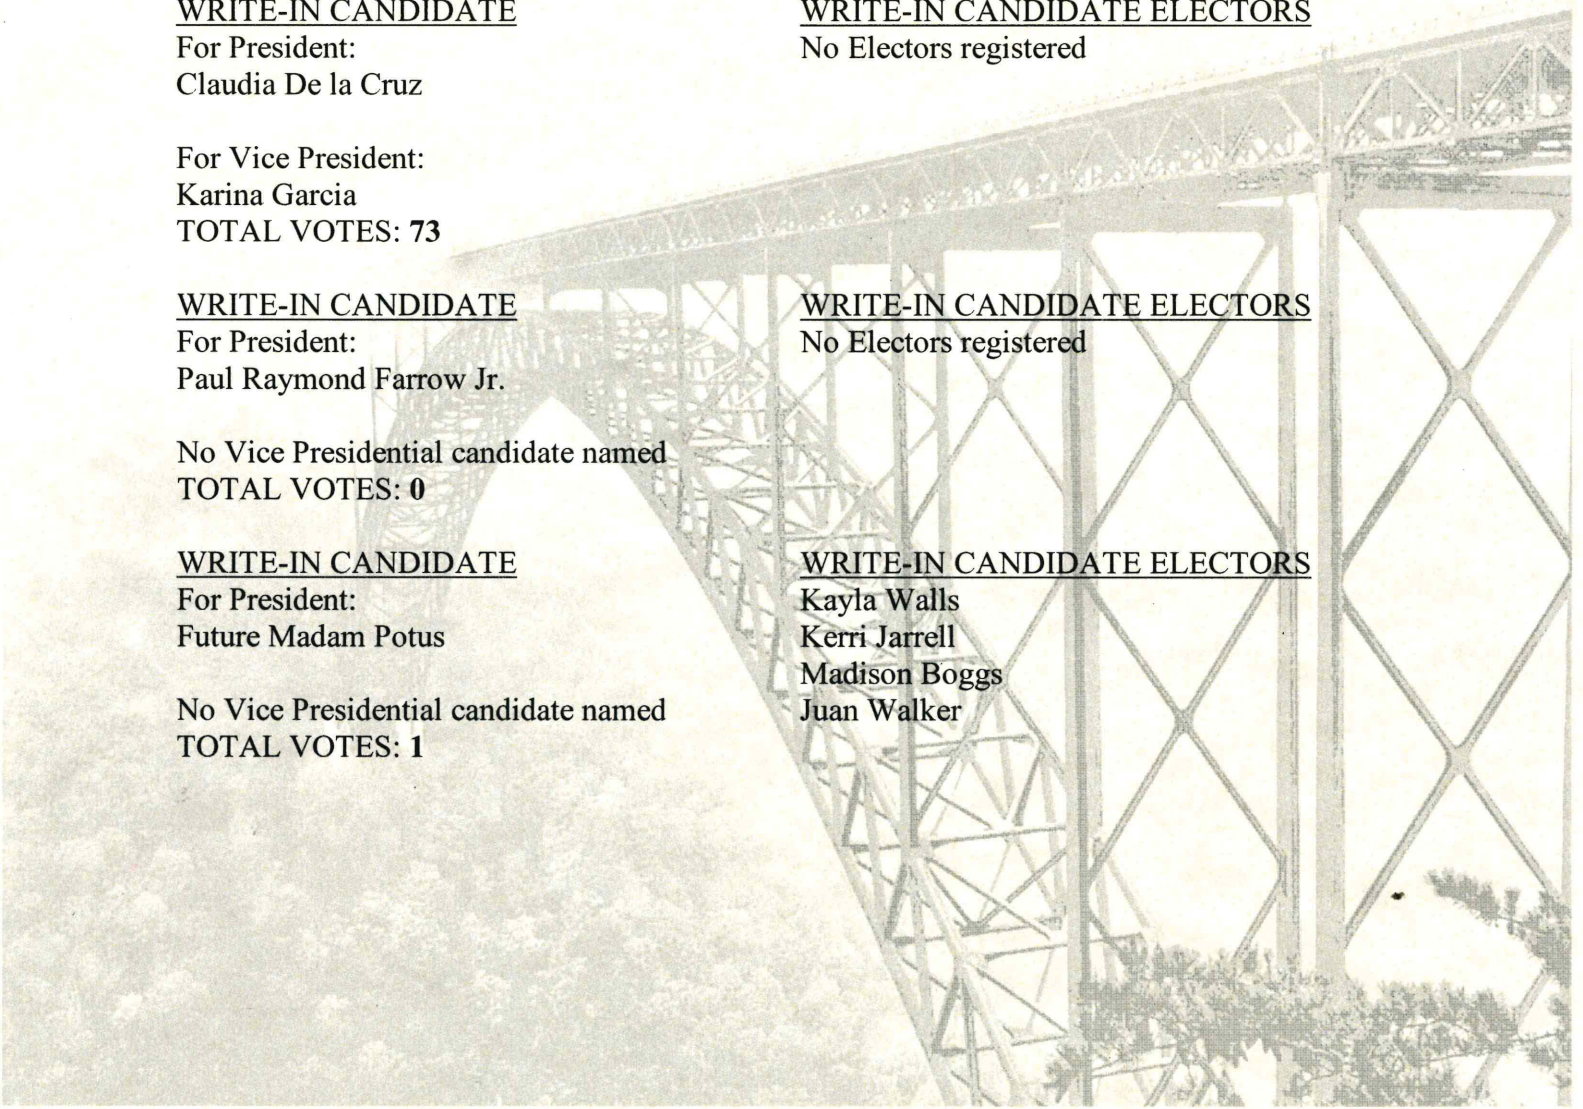 WRITE-IN CANDIDATE
For President:
Claudia De la Cruz
For Vice President:
Karina Garcia
TOTAL VOTES: 73
WRITE-IN CANDIDATE ELECTORS
No Electors registered
WRITE-IN CANDIDATE
For President:
Paul Raymond Farrow Jr.
No Vice Presidential candidate named
TOTAL VOTES: 0
WRITE-IN CANDIDATE ELECTORS
No Electors registered
WRITE-IN CANDIDATE
For President:
Future Madam Potus
No Vice Presidential candidate named
TOTAL VOTES: 1
WRITE-IN CANDIDATE ELECTORS
Kayla Walls
Kerri Jarrell
Madison Boggs
Juan Walker